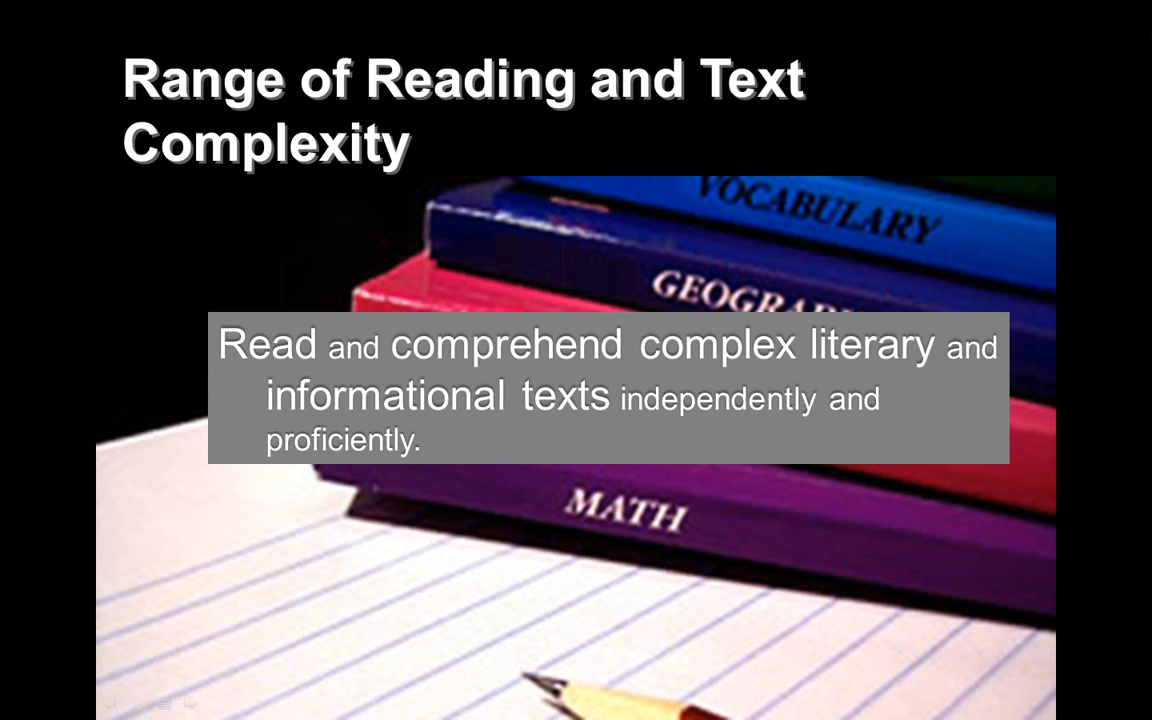 Range of Reading and Text
Complexity
VOCABULARY
Read and comprehend complex literary and
informational texts independently and
proficiently.
MATH